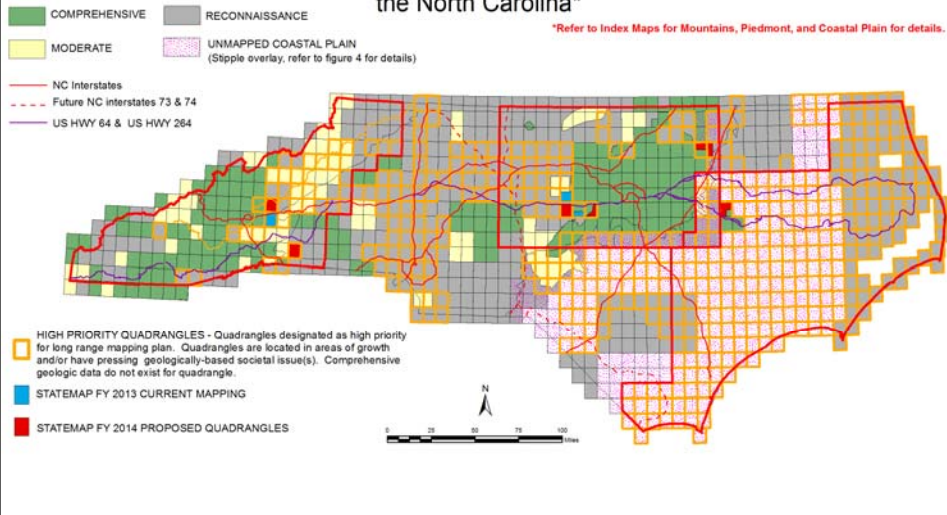 the North Carolina*
*Refer to Index Maps for Mountains, Piedmont, and Coastal Plain for details.
COMPREHENSIVE
RECONNAISSANCE
MODERATE
UNMAPPED COASTAL PLAIN
(Stipple overlay, refer to figure 4 for details)
NC Interstates
Future NC interstates 73 & 74
US HWY 64 & US HWY 264
HIGH PRIORITY QUADRANGLES - Quadrangles designated as high priority
for long range mapping plan. Quadrangles are located in areas of growth
and/or have pressing geologically-based societal issue(s). Comprehensive
geologic data do not exist for quadrangle.
STATEMAP FY 2013 CURRENT MAPPING
STATEMAP FY 2014 PROPOSED QUADRANGLES
N
0 25 50 75 100
Miles